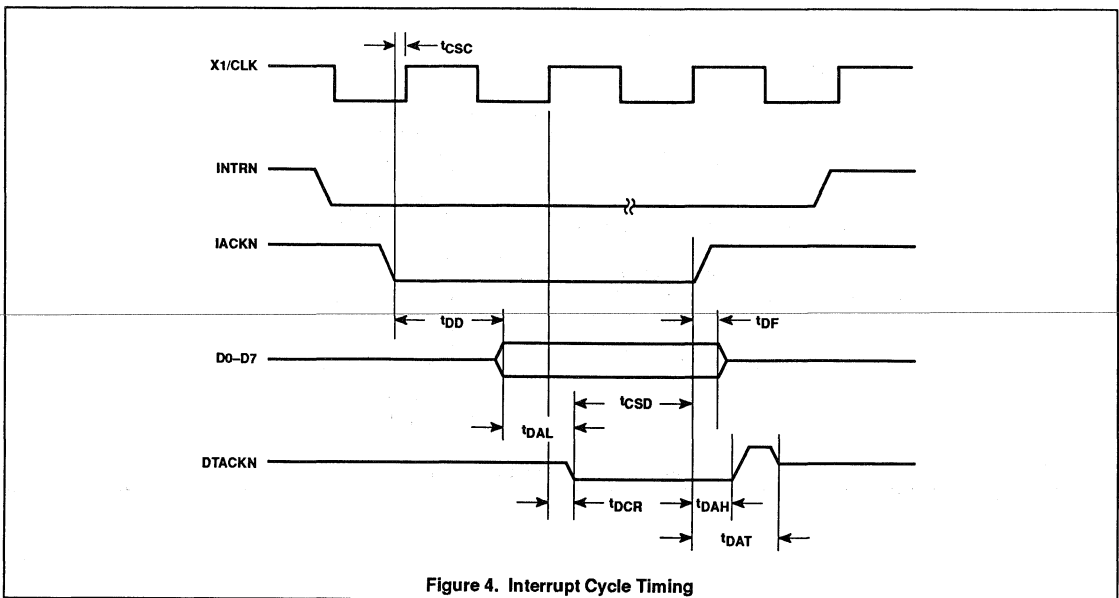 tCSC
X1/CLK
INTRN
IACKN
tDD
tDF
D0–D7
tCSD
tDAL
DTACKN
tDCR
tDAH
tDAT
Figure 4. Interrupt Cycle Timing